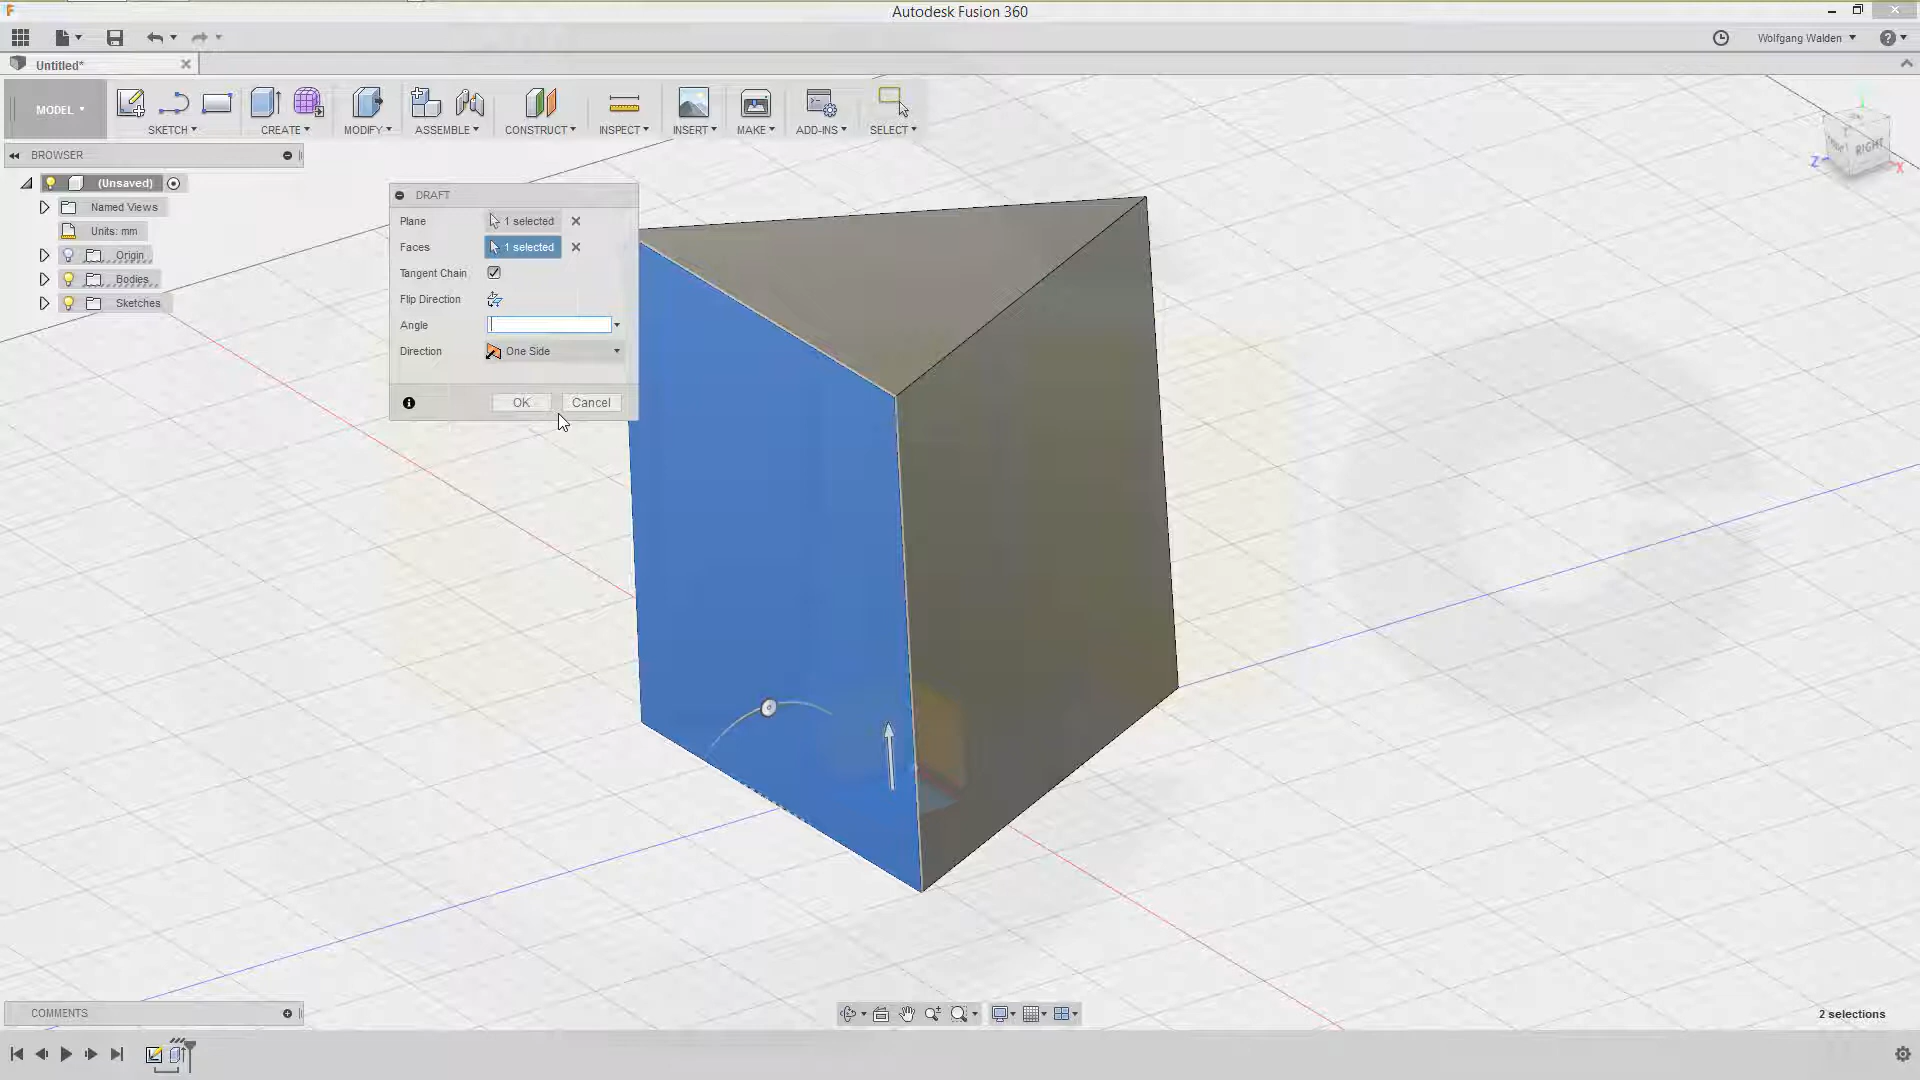 Autodesk Fusion 360
Wolfgang Walden
Untitled*
MODEL
SKETCH
CREATE
MODIFY
ASSEMBLE
CONSTRUCT
INSPECT
INSERT
MAKE
ADD-INS
SELECT
BROWSER
(Unsaved)
Named Views
Units: mm
Origin
Bodies
Sketches
DRAFT
Plane 1 selected
Faces 1 selected
Tangent Chain
Flip Direction
Angle
Direction One Side
OK Cancel
RIGHT
Z
X
COMMENTS
2 selections